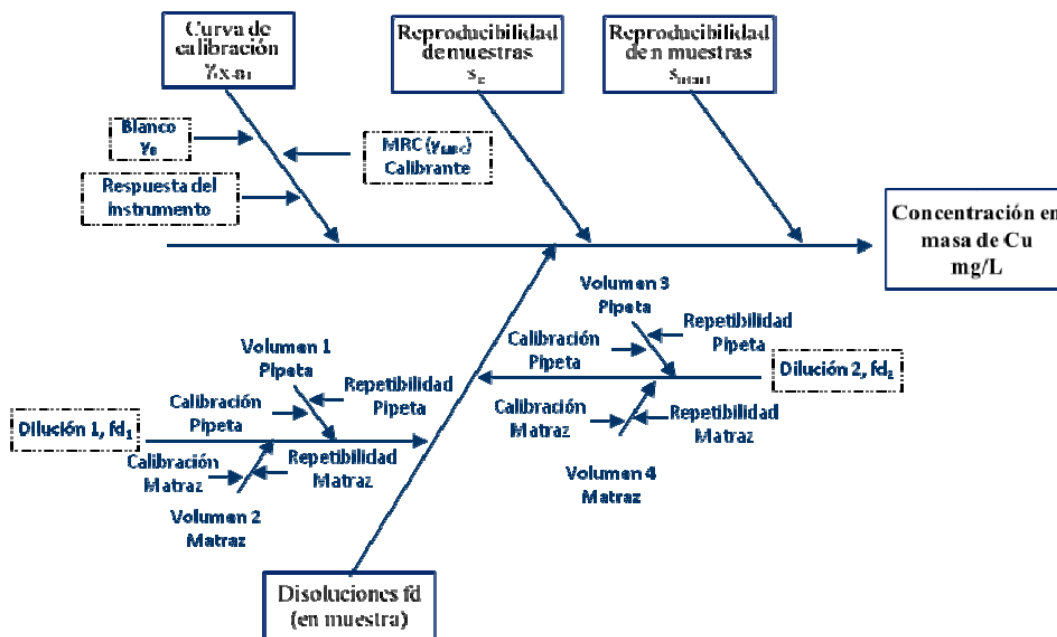 Curva de
calibración
Reproducibilidad
de muestras
Reproducibilidad
de n muestras
Blanco
MRC
Calibrante
Respuesta del
instrumento
Concentración en
masa de Cu
mg/L
Volumen 3
Pipeta
Repetibilidad
Pipeta
Calibración
Pipeta
Dilución 2, fd₂
Calibración
Matraz
Repetibilidad
Matraz
Volumen 4
Matraz
Volumen 1
Pipeta
Repetibilidad
Pipeta
Calibración
Pipeta
Dilución 1, fd₁
Calibración
Matraz
Repetibilidad
Matraz
Volumen 2
Matraz
Disoluciones fd
(en muestra)